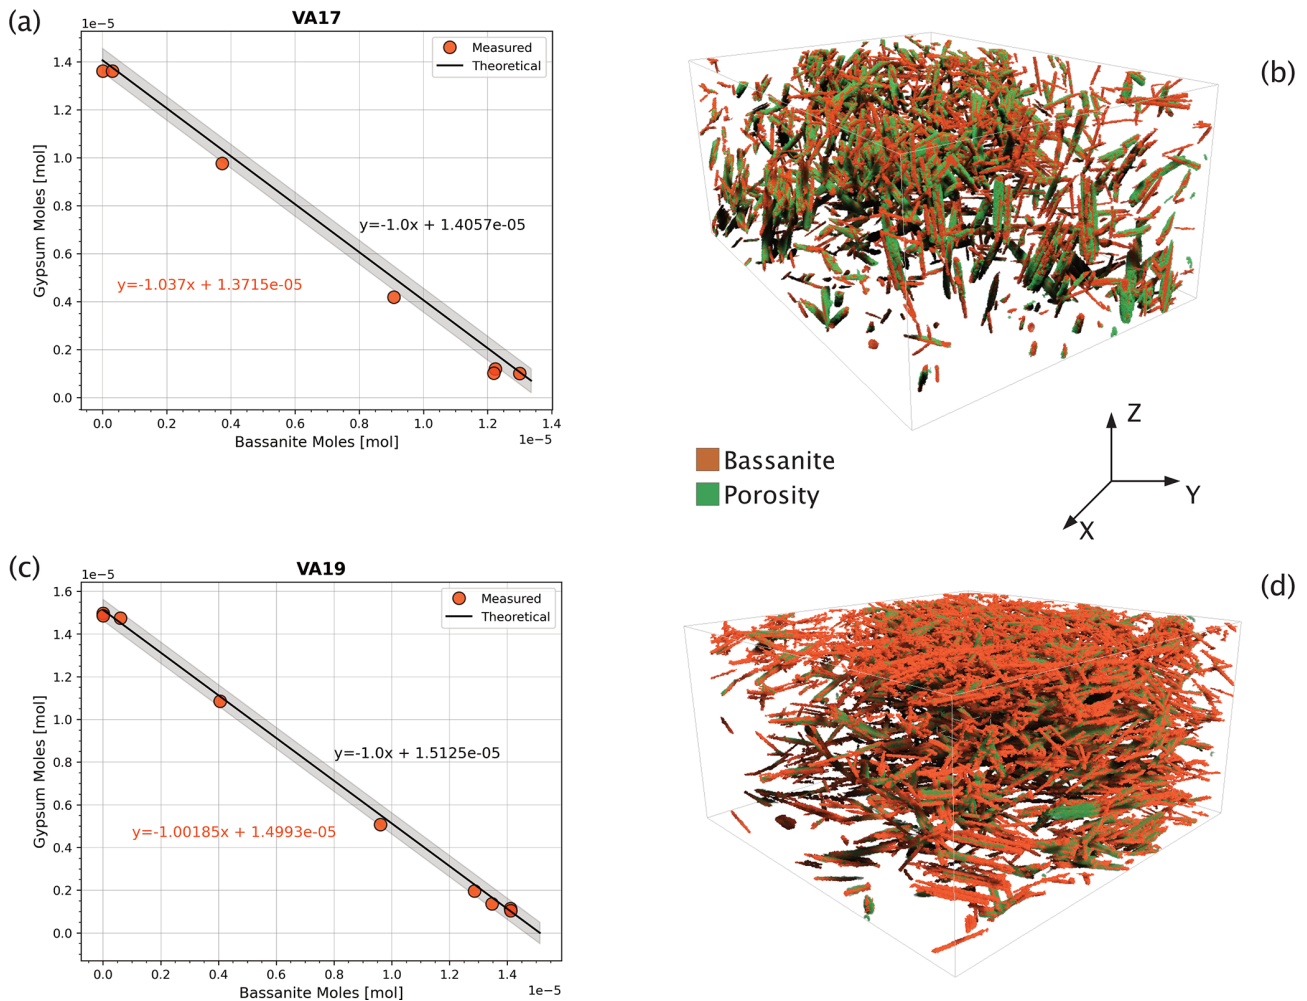 (a)
VA17
1e−5
Measured
Theoretical
1.4
1.2
1.0
0.8
0.6
0.4
0.2
0.0
Gypsum Moles [mol]
y=-1.0x + 1.4057e-05
y=-1.037x + 1.3715e-05
0.0 0.2 0.4 0.6 0.8 1.0 1.2 1.4
Bassanite Moles [mol]
1e−5
(b)
Bassanite
Porosity
Z
Y
X
(c)
VA19
1e−5
Measured
Theoretical
1.6
1.4
1.2
1.0
0.8
0.6
0.4
0.2
0.0
Gypsum Moles [mol]
y=-1.0x + 1.5125e-05
y=-1.00185x + 1.4993e-05
0.0 0.2 0.4 0.6 0.8 1.0 1.2 1.4
Bassanite Moles [mol]
1e−5
(d)